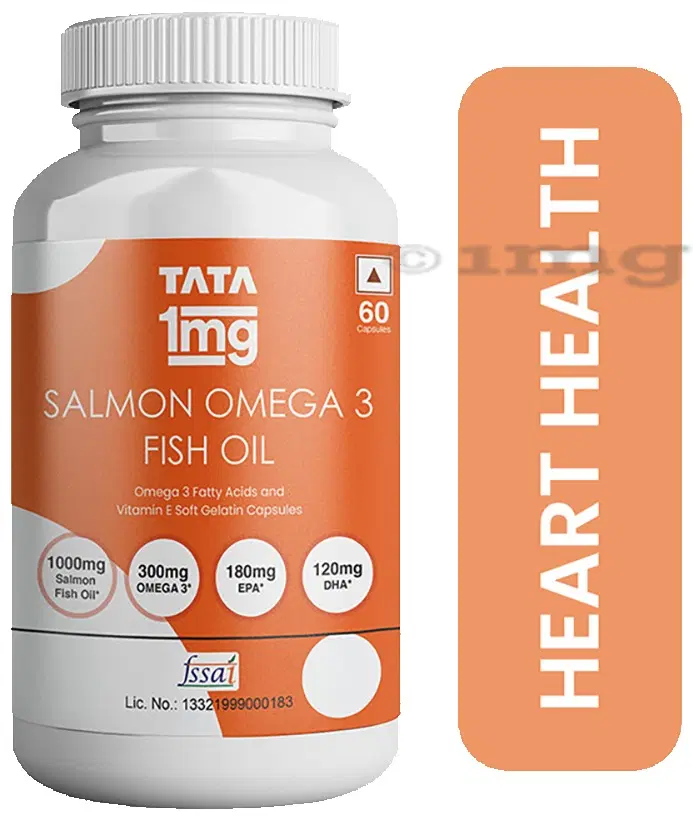 TATA
1mg
60
Capsules
SALMON OMEGA 3
FISH OIL
Omega 3 Fatty Acids and
Vitamin E Soft Gelatin Capsules
1000mg
Salmon
Fish Oil*
300mg
OMEGA 3*
180mg
EPA*
120mg
DHA*
fssai
Lic. No.: 13321999000183
HEART HEALTH
©1mg